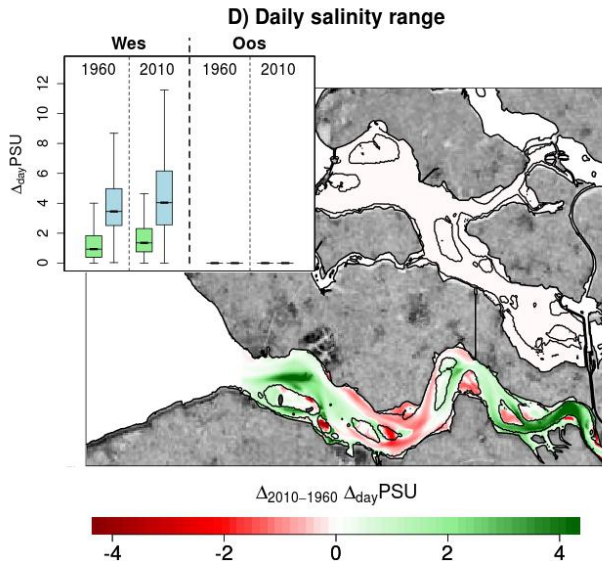 D) Daily salinity range
Wes Oos
1960 2010 1960 2010
12
10
8
6
4
2
0
ΔdayPSU
Δ2010−1960 ΔdayPSU
-4 -2 0 2 4